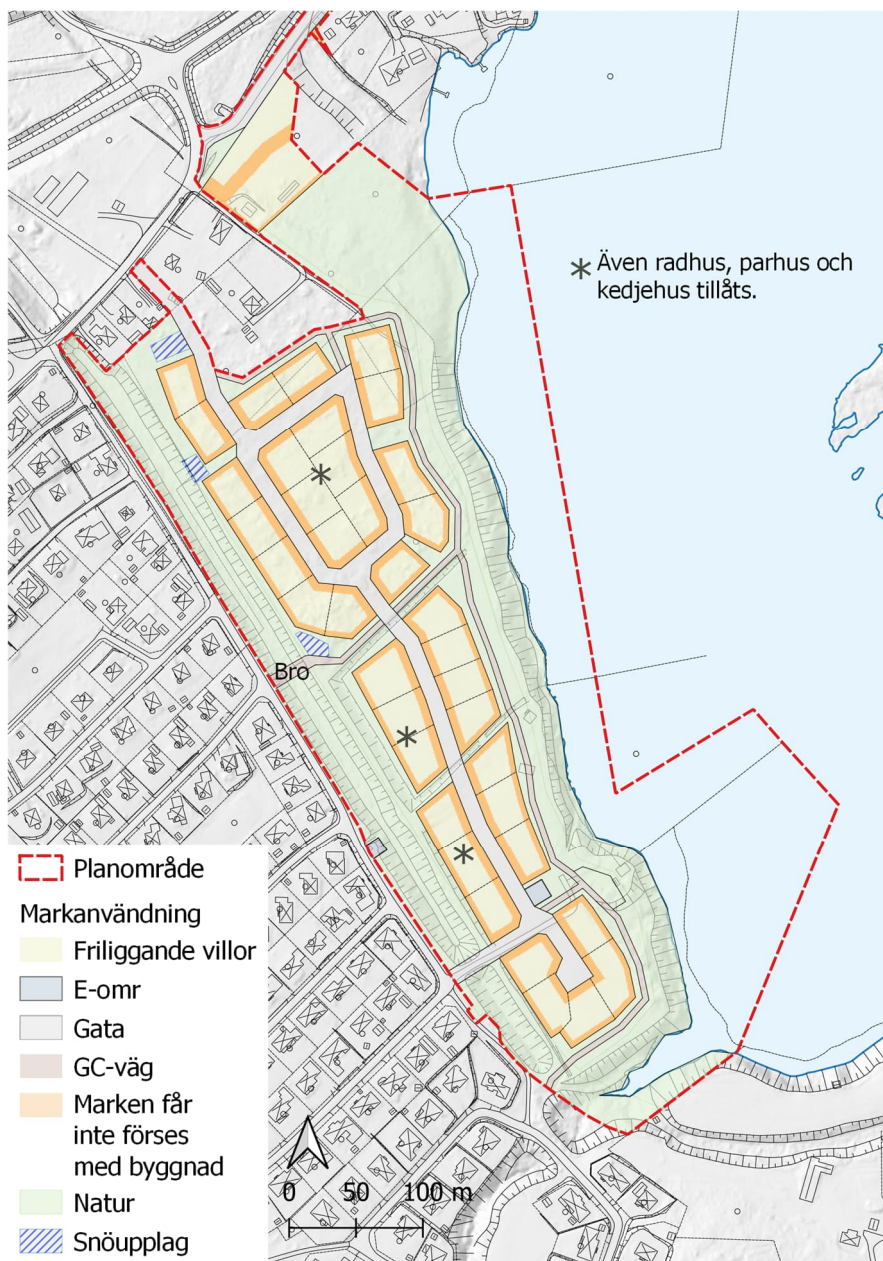 Även radhus, parhus och
kedjehus tillåts.
Bro
Planområde
Markanvändning
Friliggande villor
E-omr
Gata
GC-väg
Marken får
inte förses
med byggnad
Natur
Snöupplag
0 50 100 m